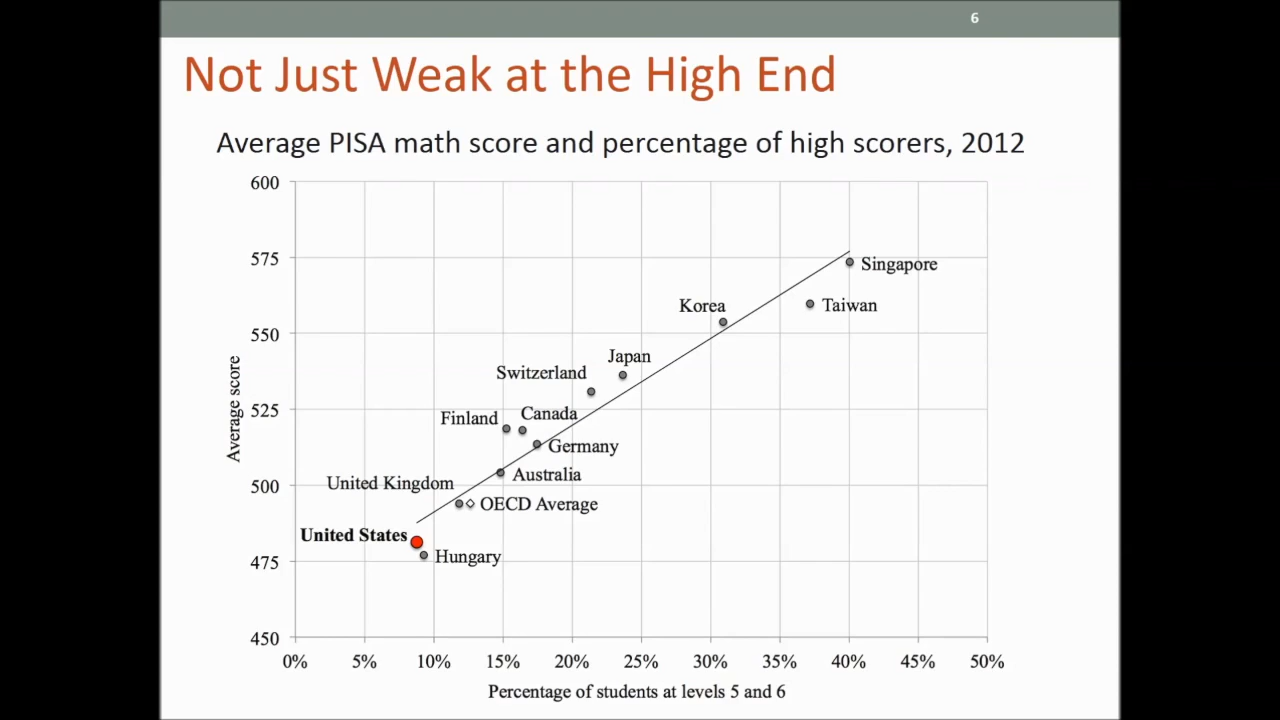 6
Not Just Weak at the High End
Average PISA math score and percentage of high scorers, 2012
600
575
550
525
500
475
450
Average score
Singapore
Taiwan
Korea
Japan
Switzerland
Canada
Finland
Germany
Australia
United Kingdom
OECD Average
United States
Hungary
0% 5% 10% 15% 20% 25% 30% 35% 40% 45% 50%
Percentage of students at levels 5 and 6